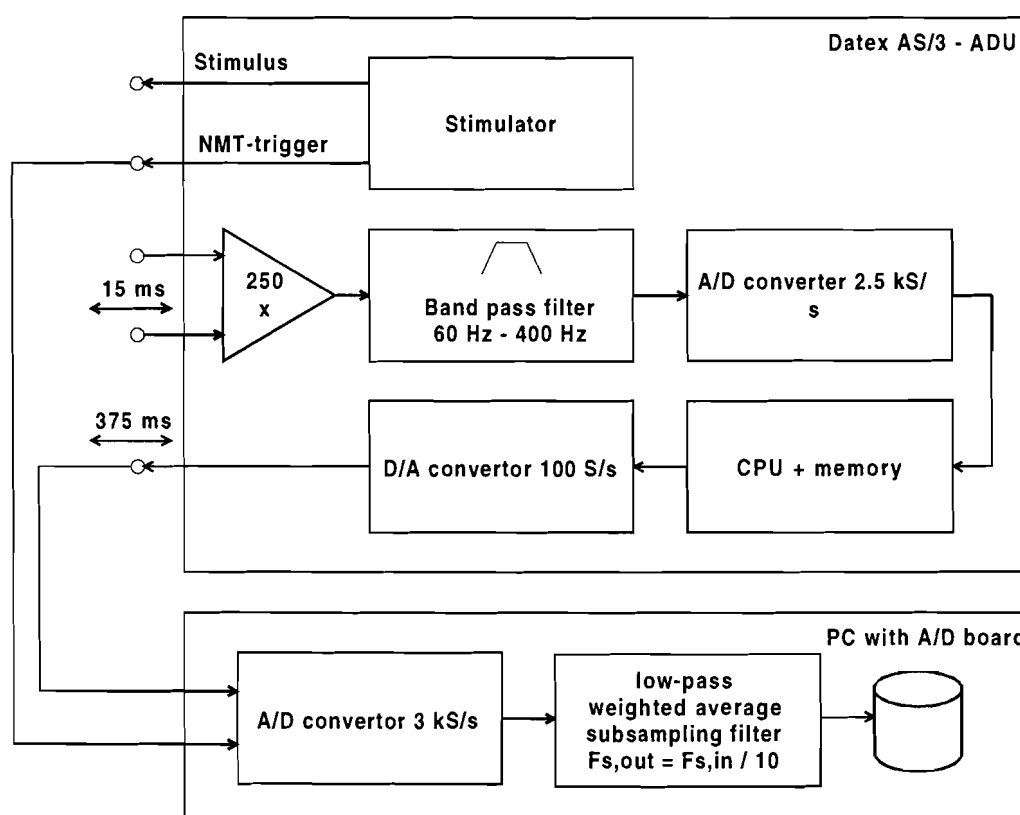 Datex AS/3 - ADU
Stimulus
Stimulator
NMT-trigger
250
x
15 ms
Band pass filter
60 Hz - 400 Hz
A/D converter 2.5 kS/
s
375 ms
D/A convertor 100 S/s
CPU + memory
PC with A/D board
A/D convertor 3 kS/s
low-pass
weighted average
subsampling filter
Fs,out = Fs,in / 10